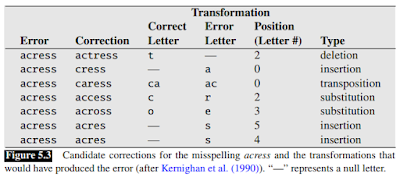 Transformation
Correct Error Position
Error Correction Letter Letter (Letter #) Type
acress actress t — 2 deletion
acress cress — a 0 insertion
acress caress ca ac 0 transposition
acress access c r 2 substitution
acress across o e 3 substitution
acress acres — s 5 insertion
acress acres — s 4 insertion
Figure 5.3 Candidate corrections for the misspelling acress and the transformations that
would have produced the error (after Kernighan et al. (1990)). “—” represents a null letter.